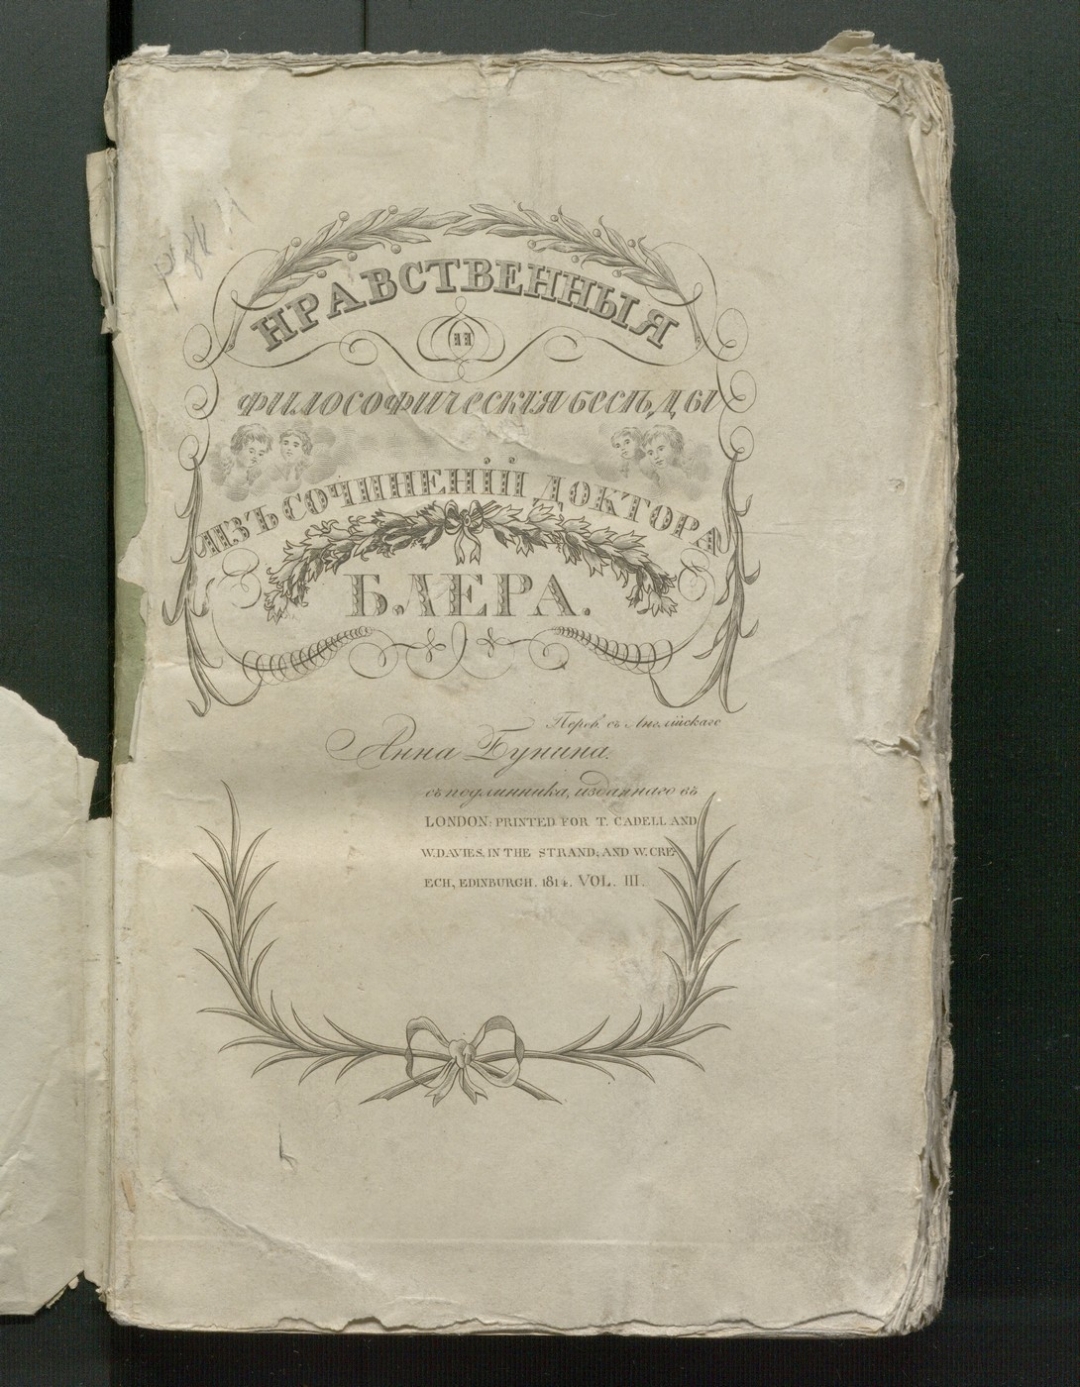 НРАВСТВЕННЫЯ
И
ФИЛОСОФИЧЕСКІЯ БЕСѢДЫ
ИЗЪ СОЧИНЕНІЙ ДОКТОРА
БЛЕРА.
Перев: съ Англійскаго
Анна Бунина.
съ подлинника, изданнаго въ
LONDON: PRINTED FOR T. CADELL AND
W. DAVIES, IN THE STRAND; AND W. CRE-
ECH, EDINBURGH. 1814. VOL. III.